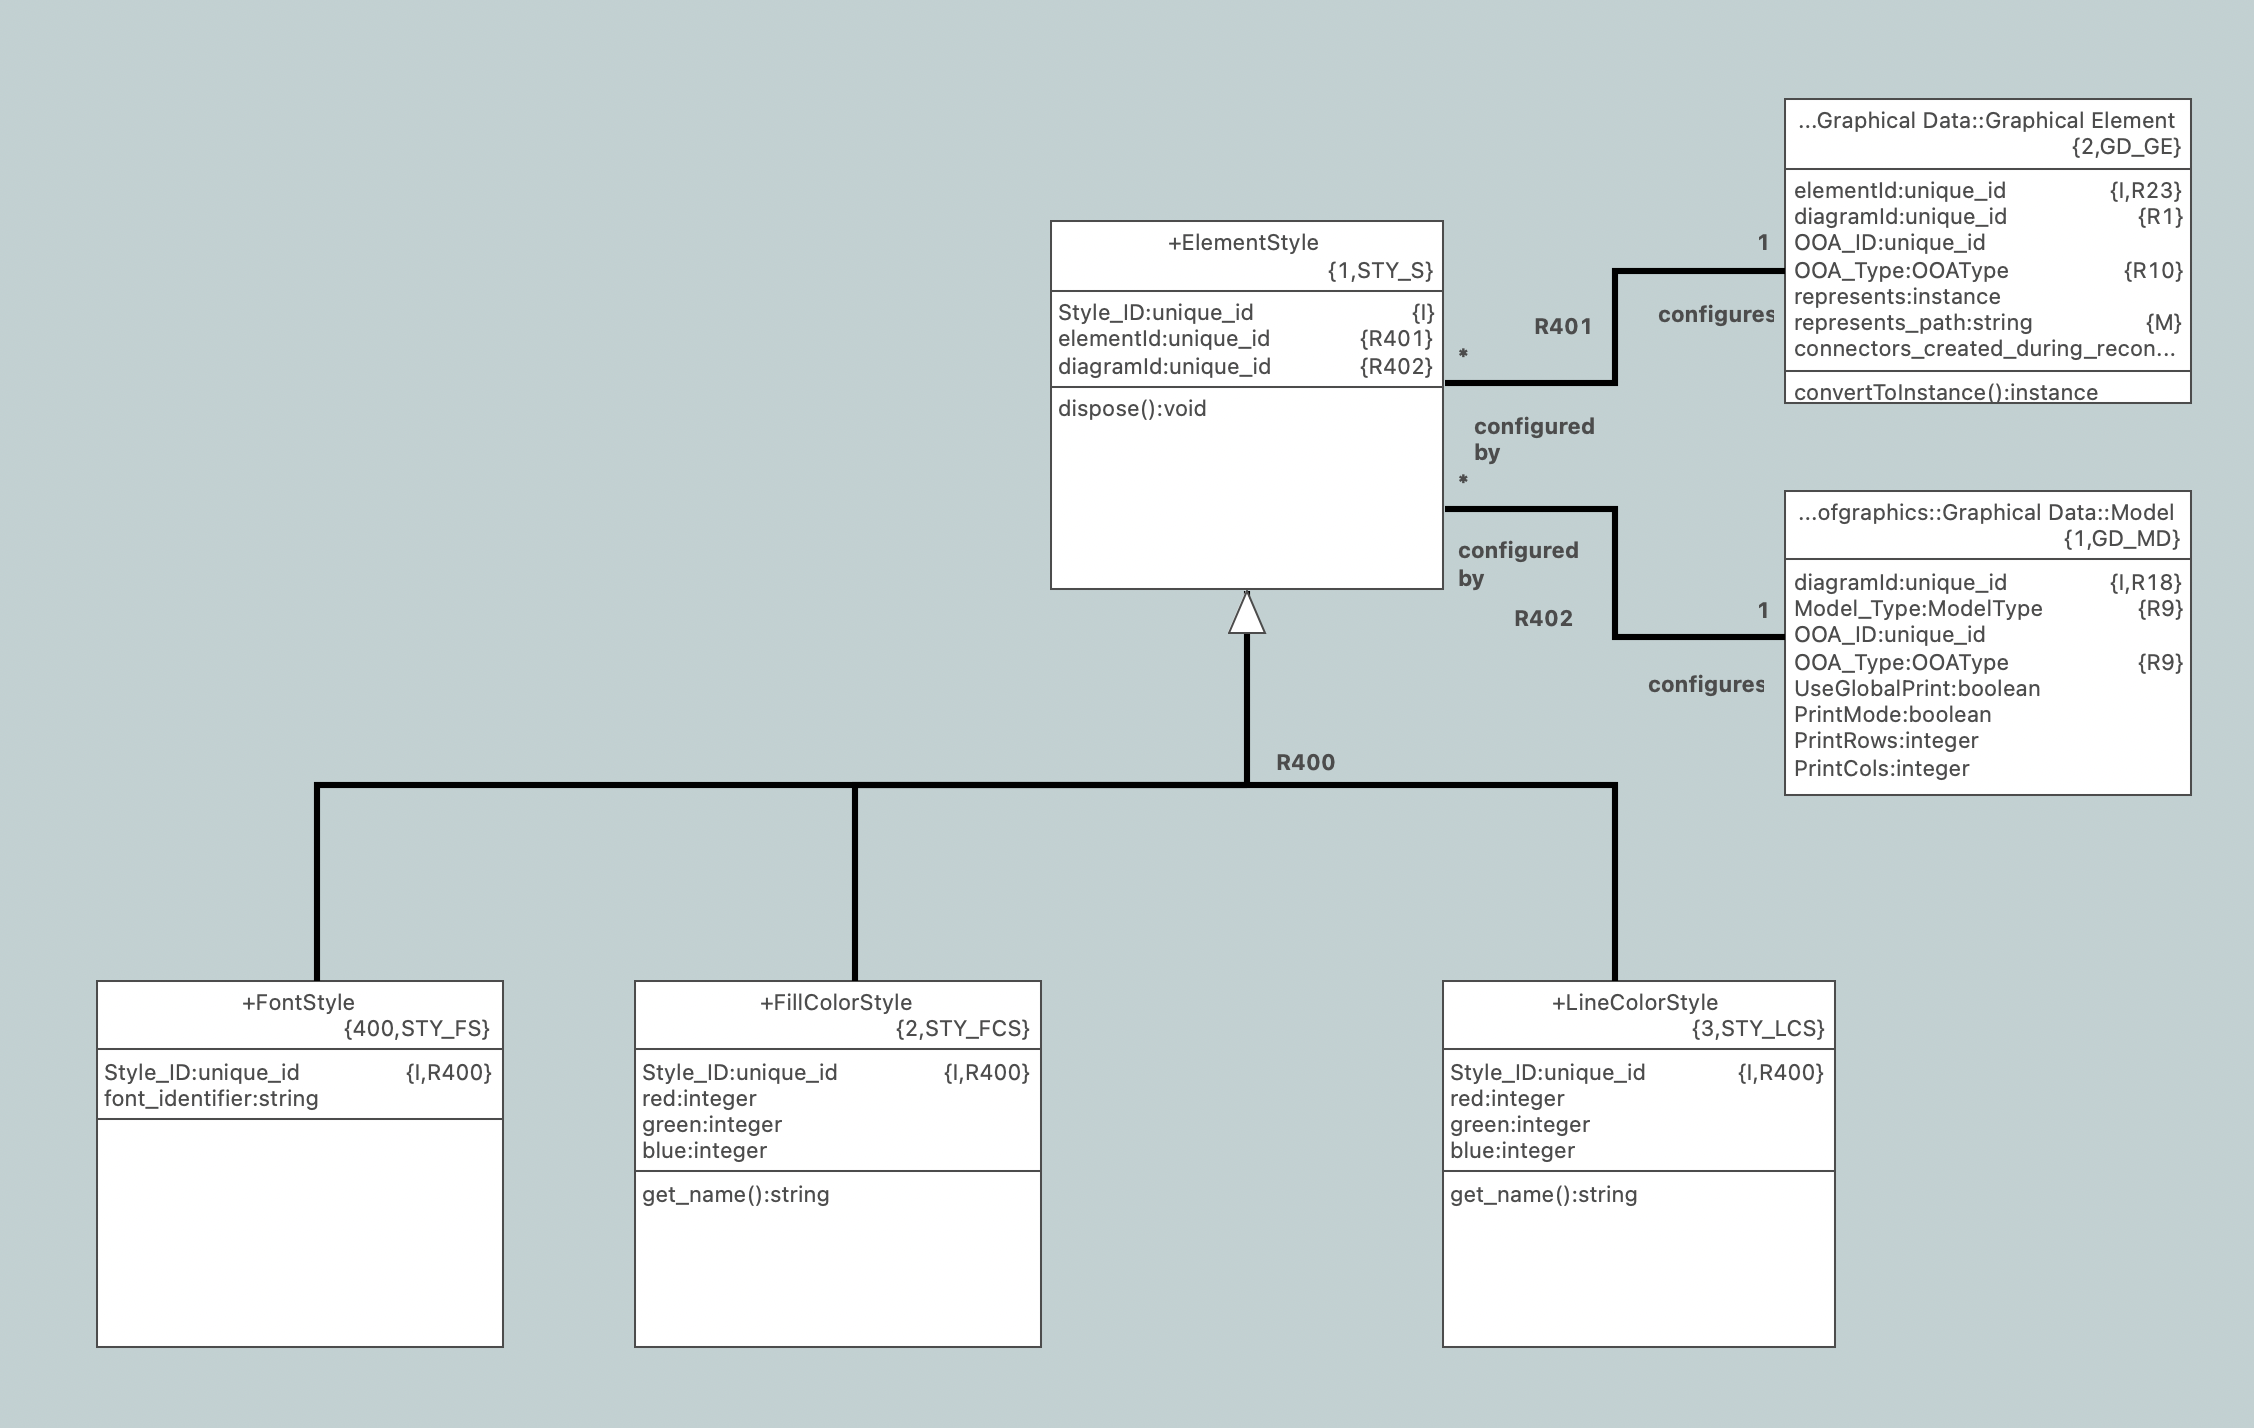 ...Graphical Data::Graphical Element
{2,GD_GE}
elementId:unique_id {I,R23}
diagramId:unique_id {R1}
OOA_ID:unique_id
OOA_Type:OOAType {R10}
represents:instance
represents_path:string {M}
connectors_created_during_recon...
convertToInstance():instance
+ElementStyle
{1,STY_S}
Style_ID:unique_id {I}
elementId:unique_id {R401}
diagramId:unique_id {R402}
dispose():void
1
configures
R401
*
configured
by
*
configured
by
R402
1
configures
...ofgraphics::Graphical Data::Model
{1,GD_MD}
diagramId:unique_id {I,R18}
Model_Type:ModelType {R9}
OOA_ID:unique_id
OOA_Type:OOAType {R9}
UseGlobalPrint:boolean
PrintMode:boolean
PrintRows:integer
PrintCols:integer
R400
+FontStyle
{400,STY_FS}
Style_ID:unique_id {I,R400}
font_identifier:string
+FillColorStyle
{2,STY_FCS}
Style_ID:unique_id {I,R400}
red:integer
green:integer
blue:integer
get_name():string
+LineColorStyle
{3,STY_LCS}
Style_ID:unique_id {I,R400}
red:integer
green:integer
blue:integer
get_name():string